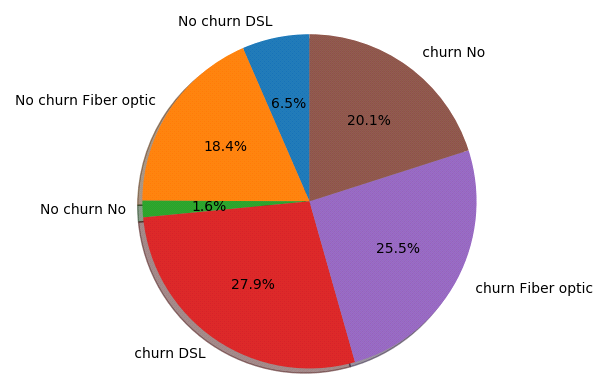 No churn DSL
churn No
6.5%
No churn Fiber optic
20.1%
18.4%
No churn No
1.6%
25.5%
27.9%
churn Fiber optic
churn DSL